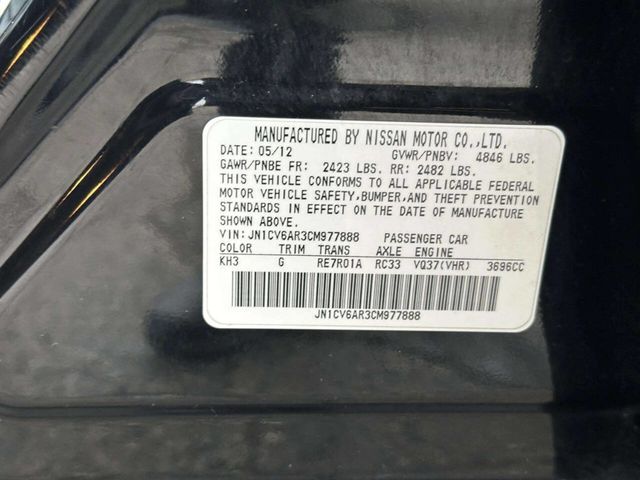 MANUFACTURED BY NISSAN MOTOR CO.,LTD.
DATE: 05/12 GVWR/PNBV: 4846 LBS.
GAWR/PNBE FR: 2423 LBS. RR: 2482 LBS.
THIS VEHICLE CONFORMS TO ALL APPLICABLE FEDERAL
MOTOR VEHICLE SAFETY,BUMPER,AND THEFT PREVENTION
STANDARDS IN EFFECT ON THE DATE OF MANUFACTURE
SHOWN ABOVE.
VIN: JN1CV6AR3CM977888 PASSENGER CAR
COLOR TRIM TRANS AXLE ENGINE
KH3 G RE7R01A RC33 VQ37(VHR) 3696CC
JN1CV6AR3CM977888